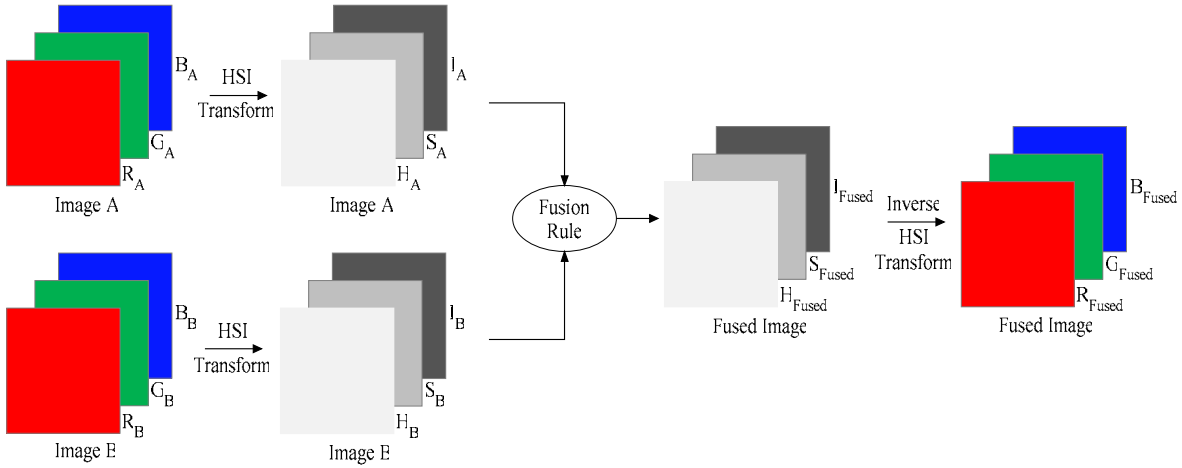 B_A
G_A
R_A
Image A
HSI
Transform
I_A
S_A
H_A
Image A
B_B
G_B
R_B
Image B
HSI
Transform
I_B
S_B
H_B
Image B
Fusion
Rule
I_Fused
S_Fused
H_Fused
Fused Image
Inverse
HSI
Transform
B_Fused
G_Fused
R_Fused
Fused Image